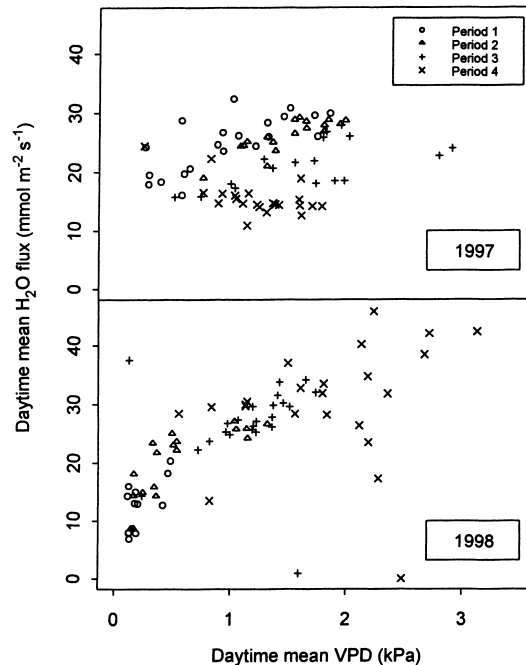 Period 1
Period 2
Period 3
Period 4
40
30
20
10
0
1997
Daytime mean H₂O flux (mmol m⁻² s⁻¹)
40
30
20
10
0
1998
0 1 2 3
Daytime mean VPD (kPa)